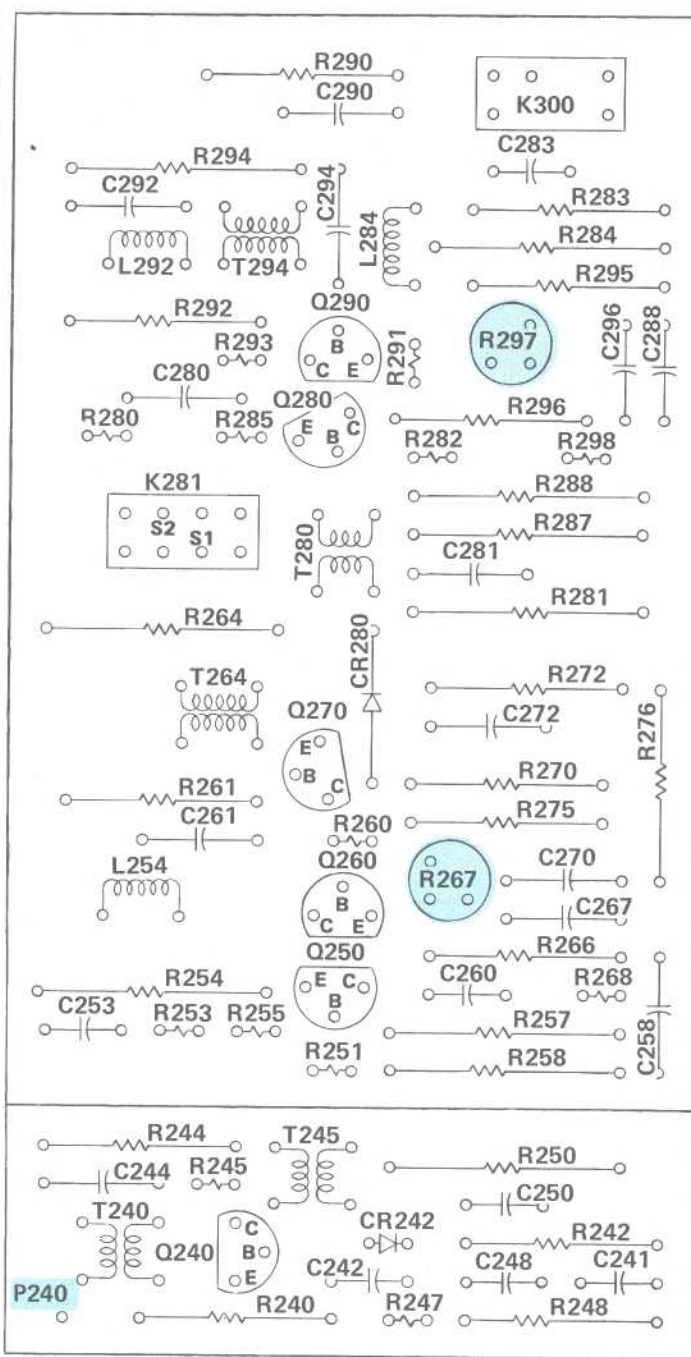 R290
C290
K300
C283
R294
C292
C294
L284
R283
R284
R295
L292
T294
R292
Q290
B
C E
R293
R291
R297
C296
C288
C280
Q280
E C
B
R280
R285
R296
R282
R298
K281
S2
S1
T280
R288
R287
C281
R281
R264
CR280
T264
R272
C272
R276
Q270
E
B
C
R270
R261
R275
C261
R260
L254
Q260
B
C E
R267
C270
C267
Q250
E C
B
R266
C260
R268
R254
C253
R253
R255
R257
C258
R251
R258
R244
T245
C244
R245
R250
C250
T240
Q240
C
B
E
CR242
R242
C242
C248
C241
P240
R240
R247
R248